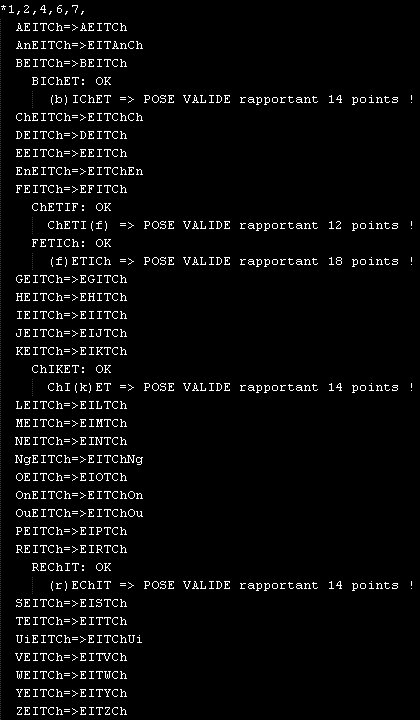 *1,2,4,6,7,
AEITCh=>AEITCh
AnEITCh=>EITAnCh
BEITCh=>BEITCh
BIChET: OK
(b)IChET => POSE VALIDE rapportant 14 points !
ChEITCh=>EITChCh
DEITCh=>DEITCh
EEITCh=>EEITCh
EnEITCh=>EITChEn
FEITCh=>EFITCh
ChETIF: OK
ChETI(f) => POSE VALIDE rapportant 12 points !
FETICh: OK
(f)ETICh => POSE VALIDE rapportant 18 points !
GEITCh=>EGITCh
HEITCh=>EHITCh
IEITCh=>EIITCh
JEITCh=>EIJTCh
KEITCh=>EIKTCh
ChIKET: OK
ChI(k)ET => POSE VALIDE rapportant 14 points !
LEITCh=>EILTCh
MEITCh=>EIMTCh
NEITCh=>EINTCh
NgEITCh=>EITChNg
OEITCh=>EIOTCh
OnEITCh=>EITChOn
OuEITCh=>EITChOu
PEITCh=>EIPTCh
REITCh=>EIRTCh
REChIT: OK
(r)EChIT => POSE VALIDE rapportant 14 points !
SEITCh=>EISTCh
TEITCh=>EITTCh
UiEITCh=>EITChUi
VEITCh=>EITVCh
WEITCh=>EITWCh
YEITCh=>EITYCh
ZEITCh=>EITZCh